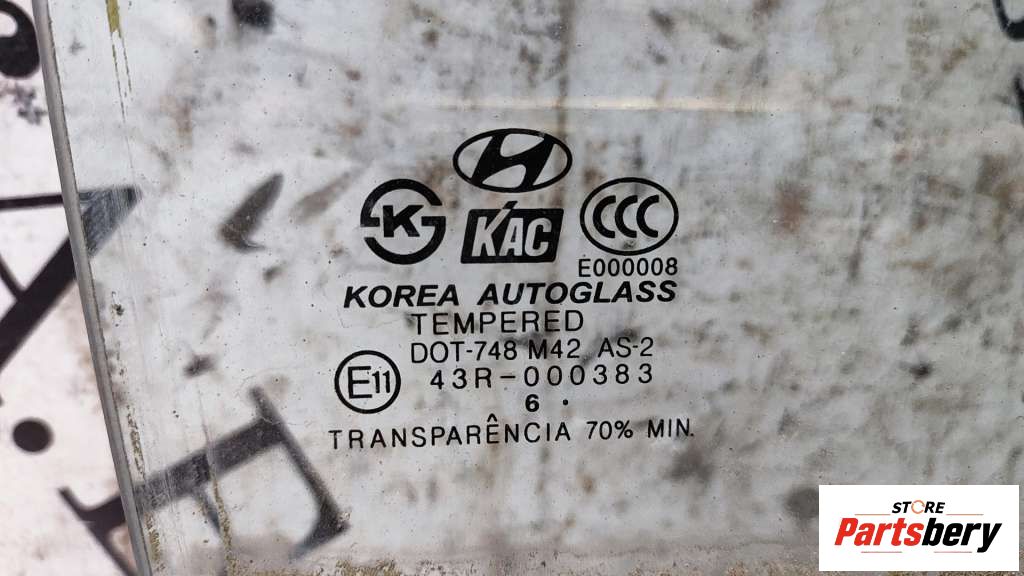 K
KAC
CCC
E000008
KOREA AUTOGLASS
TEMPERED
DOT-748 M42 AS-2
E11
43R-000383
6 .
TRANSPARÊNCIA 70% MIN.
STORE
Partsbery